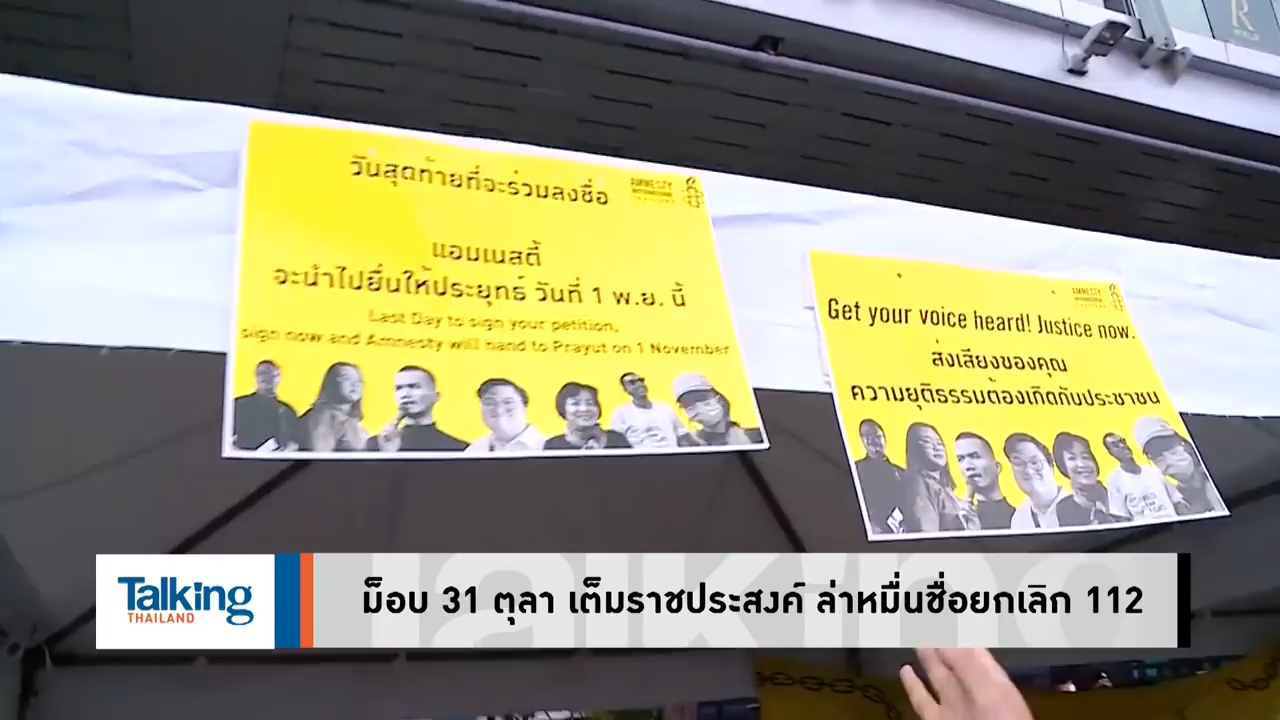 วันสุดท้ายที่จะร่วมลงชื่อ
AMNESTY
INTERNATIONAL
THAILAND
แอมเนสตี้
จะนำไปยื่นให้ประยุทธ์ วันที่ 1 พ.ย. นี้
Last Day to sign your petition,
sign now and Amnesty will hand to Prayut on 1 November
AMNESTY
INTERNATIONAL
THAILAND
Get your voice heard! Justice now.
ส่งเสียงของคุณ
ความยุติธรรมต้องเกิดกับประชาชน
R
Talking
THAILAND
ม็อบ 31 ตุลา เต็มราชประสงค์ ล่าหมื่นชื่อยกเลิก 112